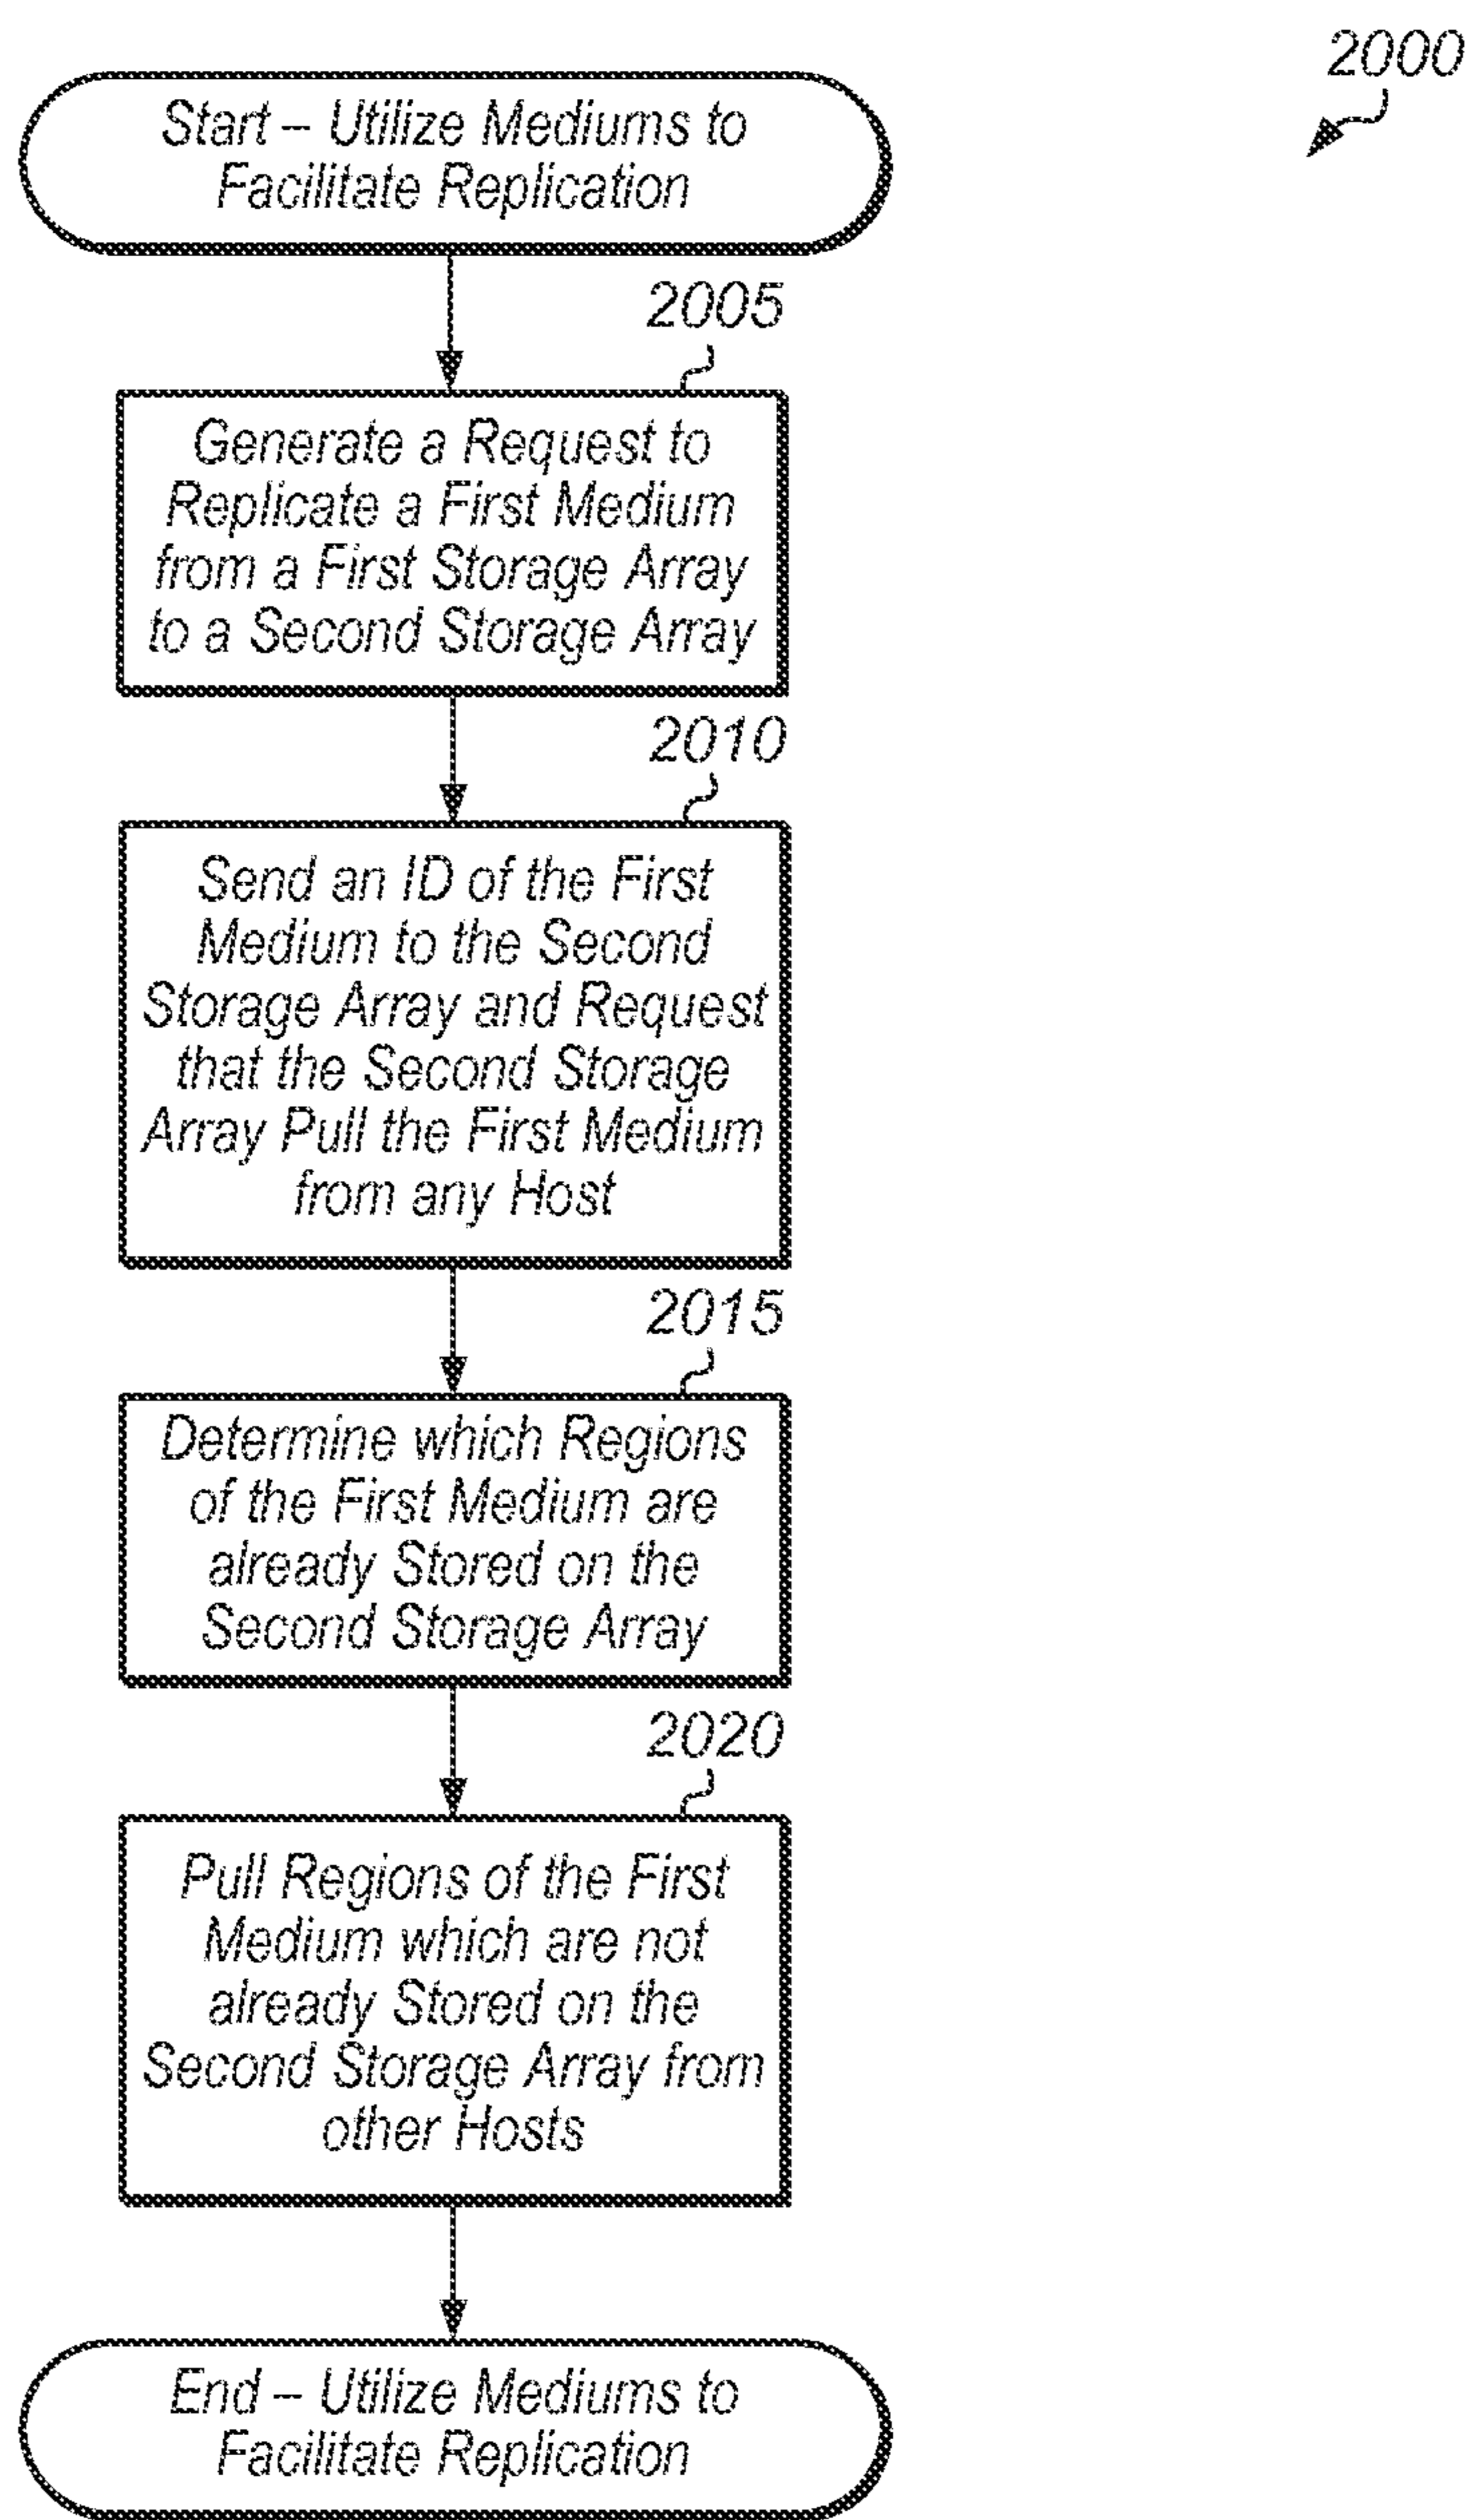 2000
Start – Utilize Mediums to
Facilitate Replication
2005
Generate a Request to
Replicate a First Medium
from a First Storage Array
to a Second Storage Array
2010
Send an ID of the First
Medium to the Second
Storage Array and Request
that the Second Storage
Array Pull the First Medium
from any Host
2015
Determine which Regions
of the First Medium are
already Stored on the
Second Storage Array
2020
Pull Regions of the First
Medium which are not
already Stored on the
Second Storage Array from
other Hosts
End – Utilize Mediums to
Facilitate Replication